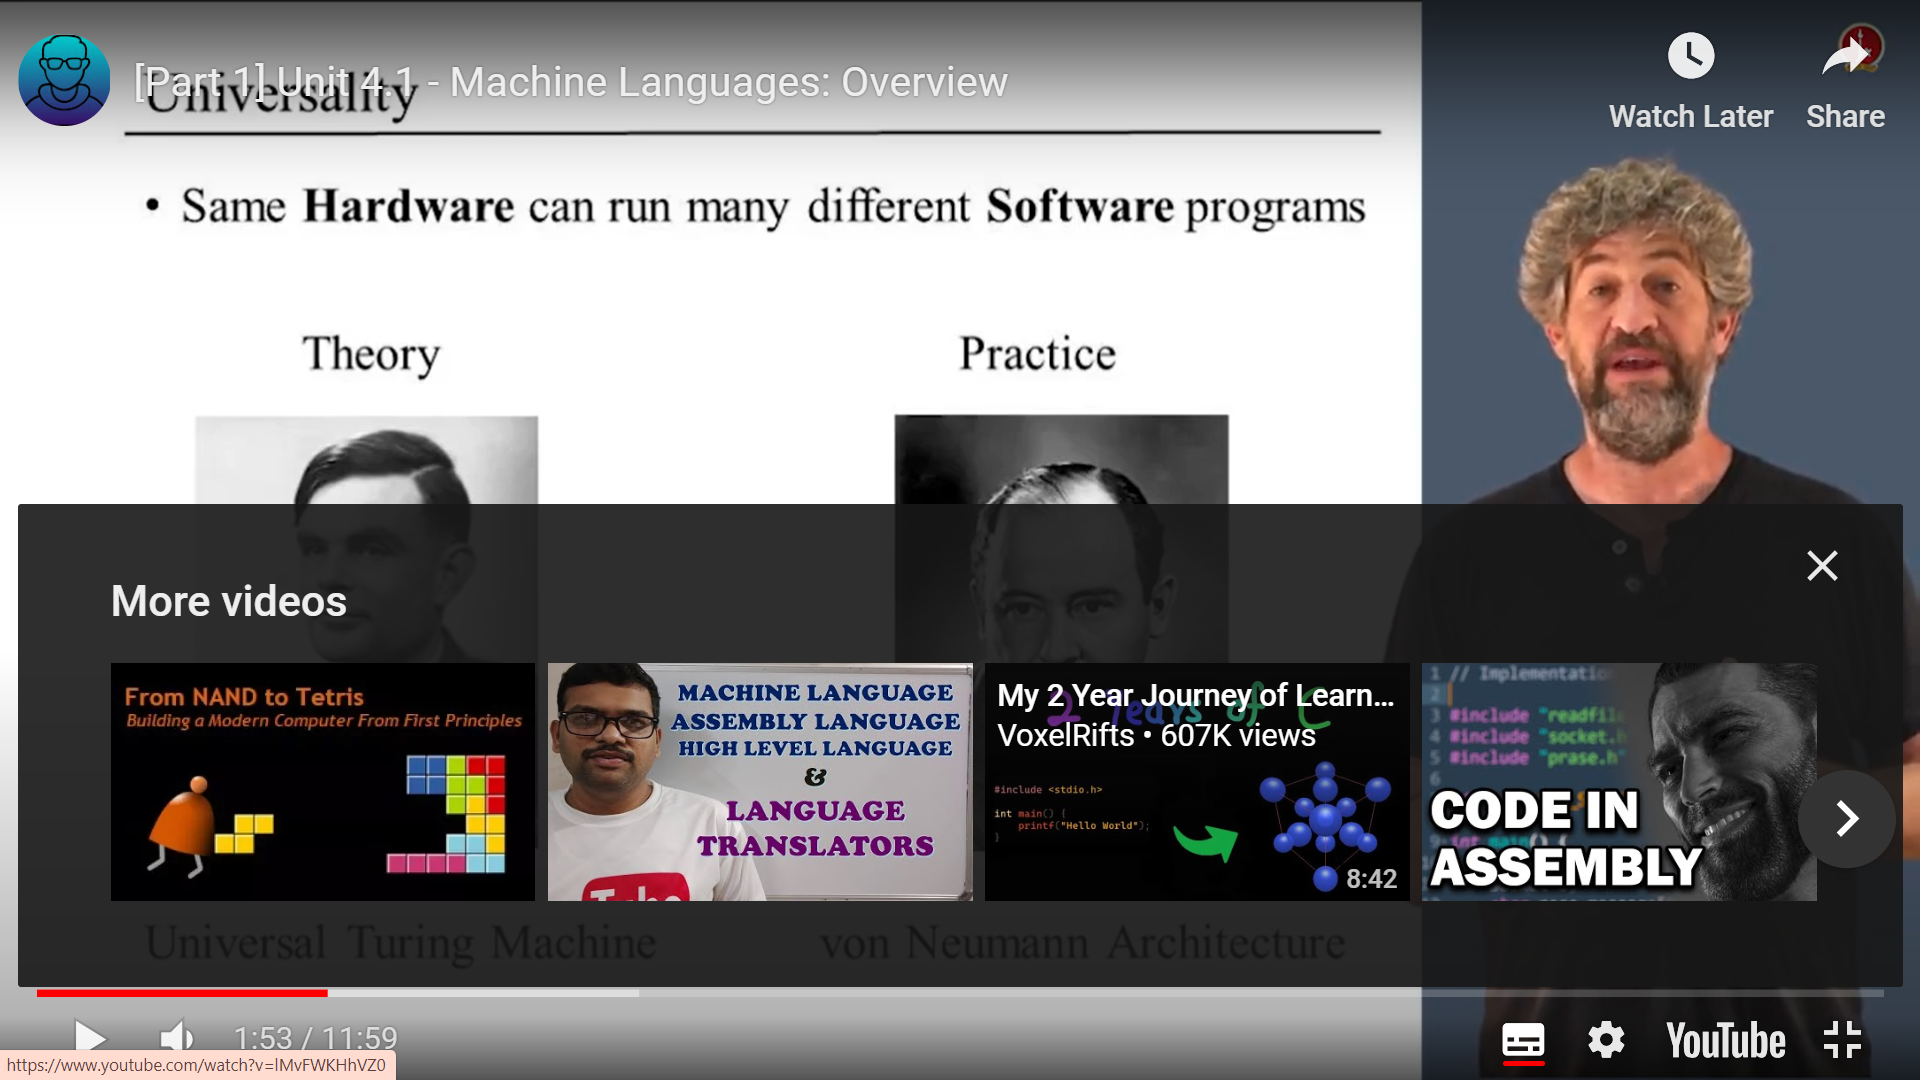 [Part 1] Unit 4.1 - Machine Languages: Overview
Universality
Watch Later
Share
• Same Hardware can run many different Software programs
Theory
Practice
More videos
From NAND to Tetris
Building a Modern Computer From First Principles
MACHINE LANGUAGE
ASSEMBLY LANGUAGE
HIGH LEVEL LANGUAGE
&
LANGUAGE
TRANSLATORS
My 2 Year Journey of Learn...
VoxelRifts • 607K views
2 Years of C
#include <stdio.h>
int main() {
printf("Hello World");
}
8:42
1 // Implementatio
2
3 #include "readfil
4 #include "socket.h
5 #include "prase.h"
6
CODE IN
ASSEMBLY
Universal Turing Machine
von Neumann Architecture
1:53 / 11:59
YouTube
https://www.youtube.com/watch?v=lMvFWKHhVZ0